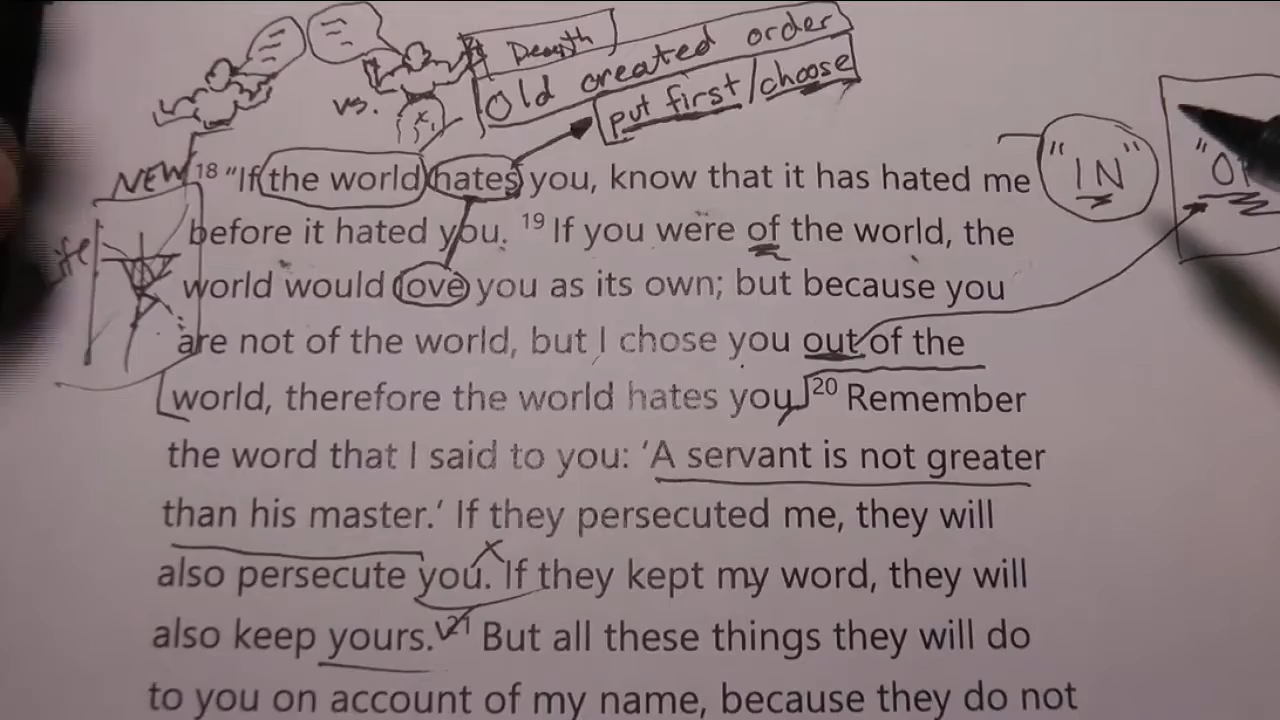 Death
Old created order
vs.
put first/choose
NEW
18 "If the world hates you, know that it has hated me
"IN"
before it hated you. 19 If you were of the world, the
life
world would love you as its own; but because you
are not of the world, but I chose you out of the
world, therefore the world hates you. 20 Remember
the word that I said to you: ‘A servant is not greater
than his master.’ If they persecuted me, they will
also persecute you. If they kept my word, they will
also keep yours. 21 But all these things they will do
to you on account of my name, because they do not